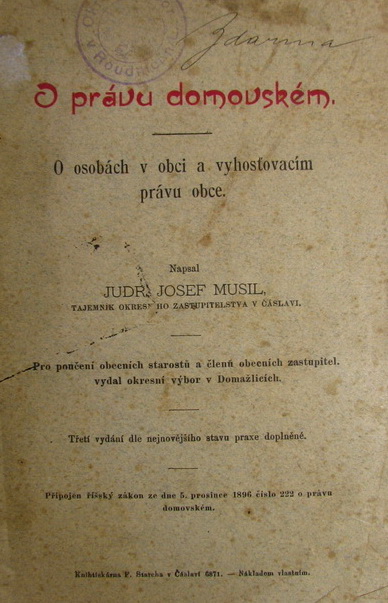 Zdarma
O právu domovském.
O osobách v obci a vyhosťovacím
právu obce.
Napsal
JUDR. JOSEF MUSIL,
TAJEMNÍK OKRESNÍHO ZASTUPITELSTVA V ČÁSLAVI.
Pro poučení obecních starostů a členů obecních zastupitel.
vydal okresní výbor v Domažlicích.
Třetí vydání dle nejnovějšího stavu praxe doplněné.
Připojen říšský zákon ze dne 5. prosince 1896 číslo 222 o právu
domovském.
Knihtiskárna F. Starcha v Čáslavi 6871. — Nákladem vlastním.